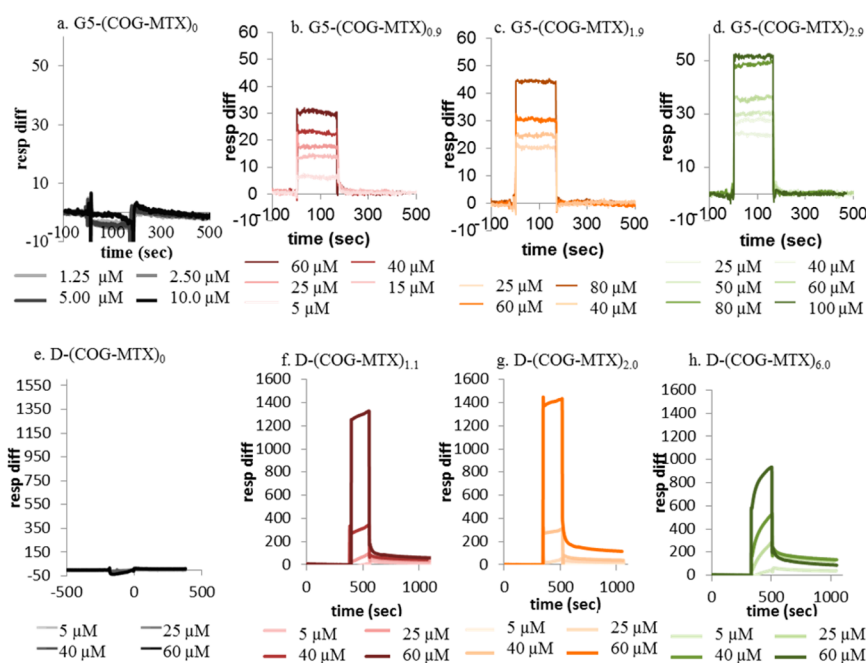 a. G5-(COG-MTX)0
resp diff
50
30
10
-10
-100
100
300
500
time (sec)
1.25 µM
2.50 µM
5.00 µM
10.0 µM
b. G5-(COG-MTX)0.9
resp diff
60
50
40
30
20
10
0
-10
-100
100
300
500
time (sec)
60 µM
40 µM
25 µM
15 µM
5 µM
c. G5-(COG-MTX)1.9
resp diff
60
50
40
30
20
10
0
-10
-100
100
300
500
time (sec)
25 µM
80 µM
60 µM
40 µM
d. G5-(COG-MTX)2.9
resp diff
60
50
40
30
20
10
0
-10
-100
100
300
500
time (sec)
25 µM
40 µM
50 µM
60 µM
80 µM
100 µM
e. D-(COG-MTX)0
resp diff
1550
1350
1150
950
750
550
350
150
-50
-500
0
500
time (sec)
5 µM
25 µM
40 µM
60 µM
f. D-(COG-MTX)1.1
resp diff
1600
1400
1200
1000
800
600
400
200
0
0
500
1000
time (sec)
5 µM
25 µM
40 µM
60 µM
g. D-(COG-MTX)2.0
resp diff
1600
1400
1200
1000
800
600
400
200
0
0
500
1000
time (sec)
5 µM
25 µM
40 µM
60 µM
h. D-(COG-MTX)6.0
resp diff
1600
1400
1200
1000
800
600
400
200
0
0
500
1000
time (sec)
5 µM
25 µM
40 µM
60 µM